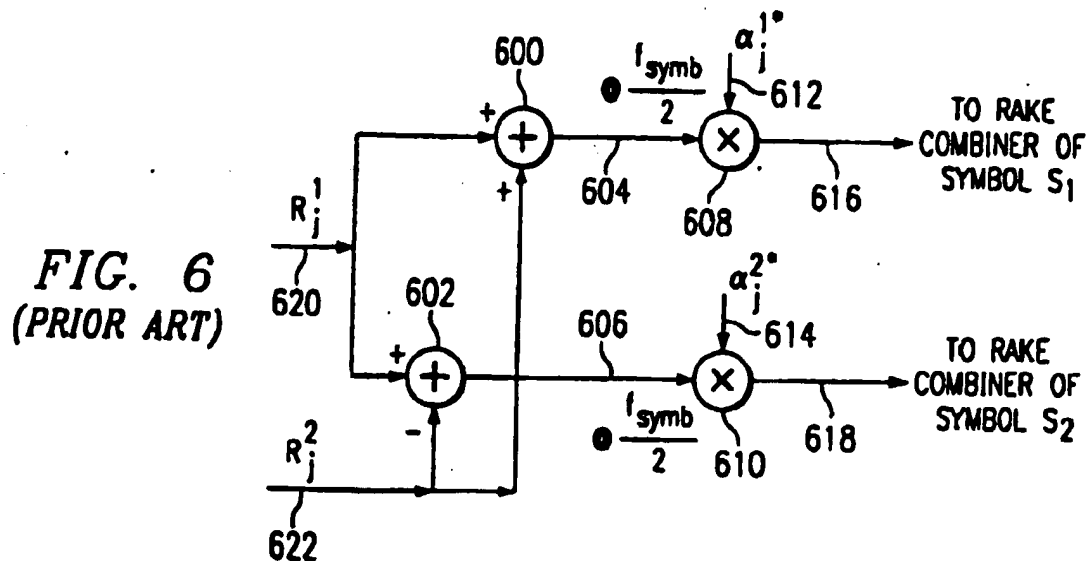 600
f_symb
2
α_j^1*
612
TO RAKE
COMBINER OF
SYMBOL S_1
+
+
+
×
604
608
616
R_j^1
FIG. 6
(PRIOR ART)
620
602
606
α_j^2*
614
+
+
×
TO RAKE
COMBINER OF
SYMBOL S_2
-
f_symb
2
610
618
R_j^2
622